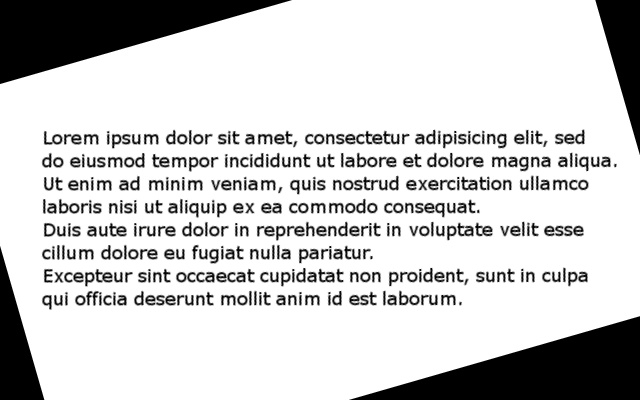 Lorem ipsum dolor sit amet, consectetur adipisicing elit, sed
do eiusmod tempor incididunt ut labore et dolore magna aliqua.
Ut enim ad minim veniam, quis nostrud exercitation ullamco
laboris nisi ut aliquip ex ea commodo consequat.
Duis aute irure dolor in reprehenderit in voluptate velit esse
cillum dolore eu fugiat nulla pariatur.
Excepteur sint occaecat cupidatat non proident, sunt in culpa
qui officia deserunt mollit anim id est laborum.